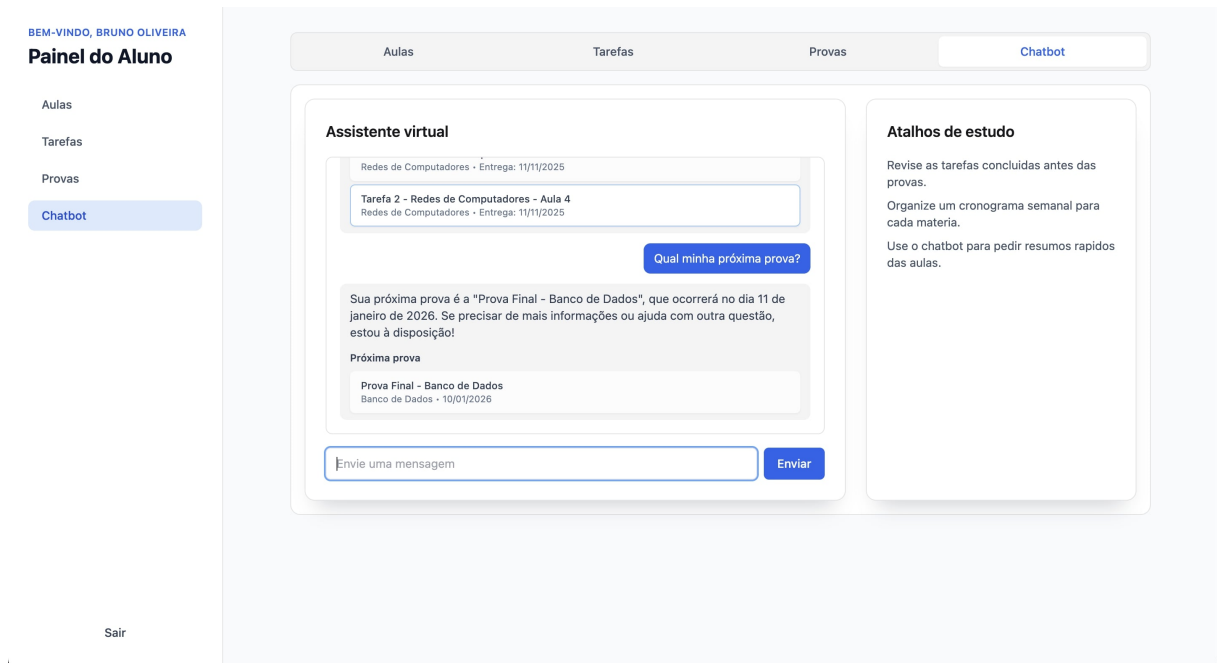 BEM-VINDO, BRUNO OLIVEIRA
Painel do Aluno
Aulas
Tarefas
Provas
Chatbot
Sair
Aulas
Tarefas
Provas
Chatbot
Assistente virtual
Redes de Computadores • Entrega: 11/11/2025
Tarefa 2 - Redes de Computadores - Aula 4
Redes de Computadores • Entrega: 11/11/2025
Qual minha próxima prova?
Sua próxima prova é a "Prova Final - Banco de Dados", que ocorrerá no dia 11 de
janeiro de 2026. Se precisar de mais informações ou ajuda com outra questão,
estou à disposição!
Próxima prova
Prova Final - Banco de Dados
Banco de Dados • 10/01/2026
Envie uma mensagem
Enviar
Atalhos de estudo
Revise as tarefas concluidas antes das
provas.
Organize um cronograma semanal para
cada materia.
Use o chatbot para pedir resumos rapidos
das aulas.